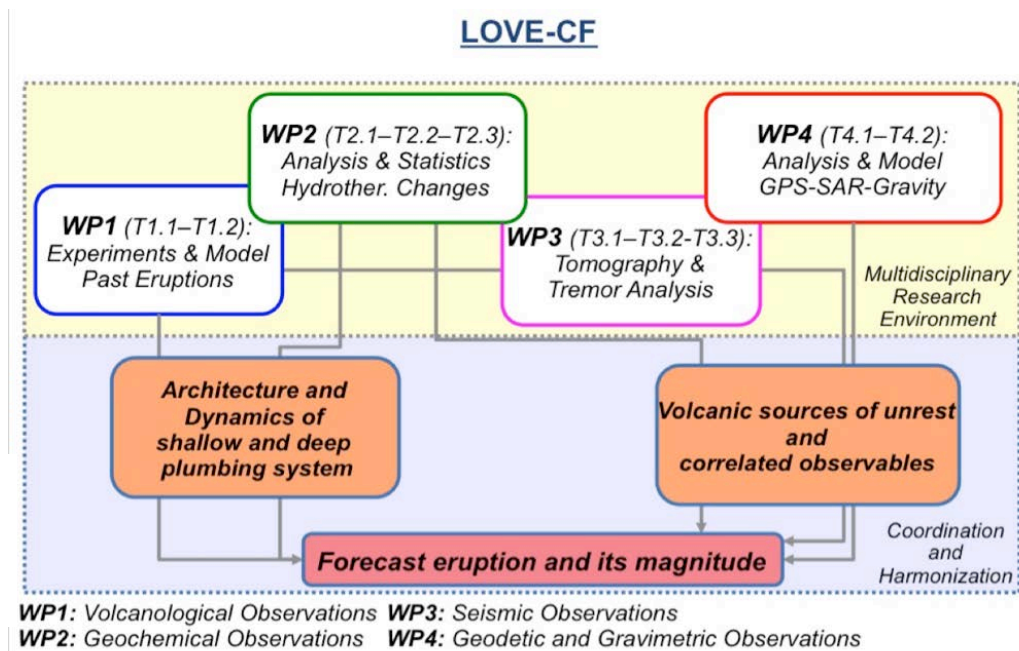 LOVE-CF
WP2 (T2.1–T2.2–T2.3):
Analysis & Statistics
Hydrother. Changes
WP4 (T4.1–T4.2):
Analysis & Model
GPS-SAR-Gravity
WP1 (T1.1–T1.2):
Experiments & Model
Past Eruptions
WP3 (T3.1–T3.2-T3.3):
Tomography &
Tremor Analysis
Multidisciplinary
Research
Environment
Architecture and
Dynamics of
shallow and deep
plumbing system
Volcanic sources of unrest
and
correlated observables
Forecast eruption and its magnitude
Coordination
and
Harmonization
WP1: Volcanological Observations WP3: Seismic Observations
WP2: Geochemical Observations WP4: Geodetic and Gravimetric Observations